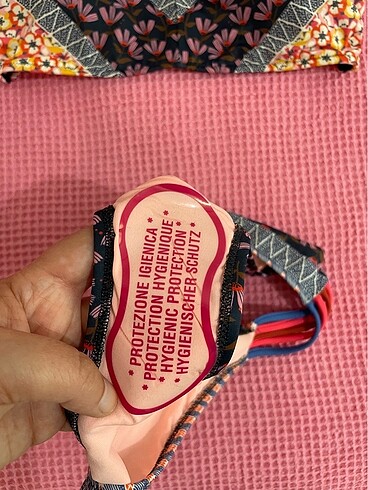 * PROTEZIONE IGIENICA *
* PROTECTION HYGIENIQUE *
* HYGIENIC PROTECTION *
* HYGIENISCHER-SCHUTZ *